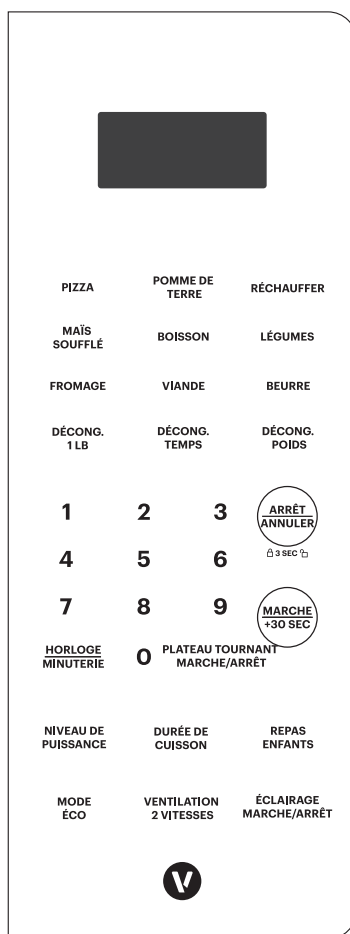 PIZZA
POMME DE
TERRE
RÉCHAUFFER
MAÏS
SOUFFLÉ
BOISSON
LÉGUMES
FROMAGE
VIANDE
BEURRE
DÉCONG.
1 LB
DÉCONG.
TEMPS
DÉCONG.
POIDS
1
2
3
ARRÊT
ANNULER
3 SEC
4
5
6
7
8
9
MARCHE
+30 SEC
HORLOGE
MINUTERIE
0
PLATEAU TOURNANT
MARCHE/ARRÊT
NIVEAU DE
PUISSANCE
DURÉE DE
CUISSON
REPAS
ENFANTS
MODE
ÉCO
VENTILATION
2 VITESSES
ÉCLAIRAGE
MARCHE/ARRÊT
V